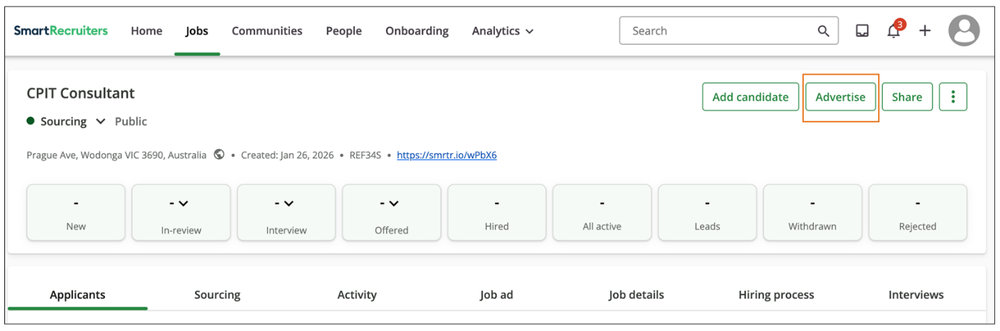 SmartRecruiters Home Jobs Communities People Onboarding Analytics Search 3
CPIT Consultant
Add candidate Advertise Share
Sourcing Public
Prague Ave, Wodonga VIC 3690, Australia • Created: Jan 26, 2026 • REF34S • https://smrtr.io/wPbX6
- - - - - - - - -
New In-review Interview Offered Hired All active Leads Withdrawn Rejected
Applicants Sourcing Activity Job ad Job details Hiring process Interviews